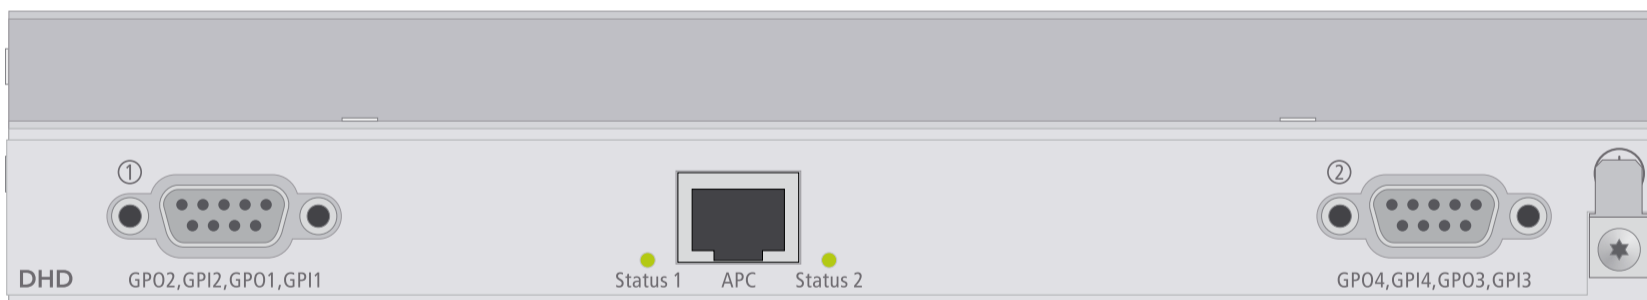 ① ②
DHD GPO2,GPI2,GPO1,GPI1 Status 1 APC Status 2 GPO4,GPI4,GPO3,GPI3